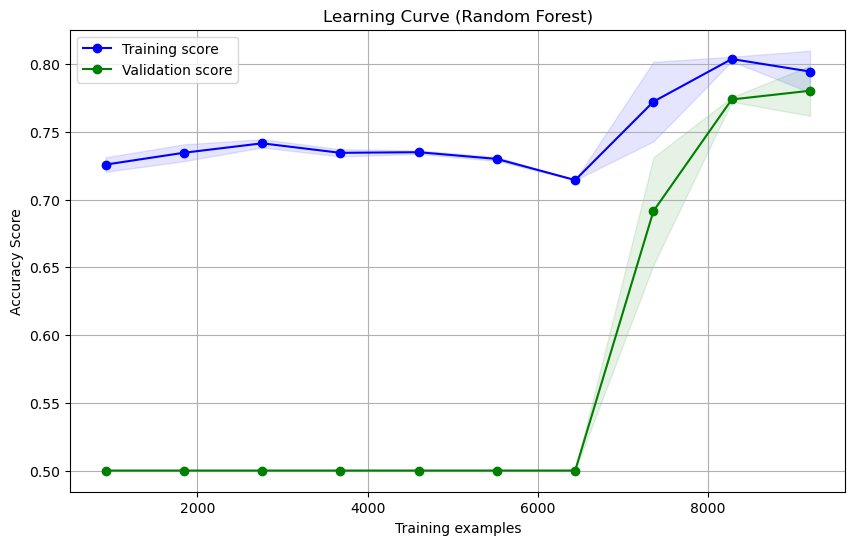 Learning Curve (Random Forest)
Training score
Validation score
0.80
0.75
0.70
0.65
0.60
0.55
0.50
Accuracy Score
2000
4000
6000
8000
Training examples